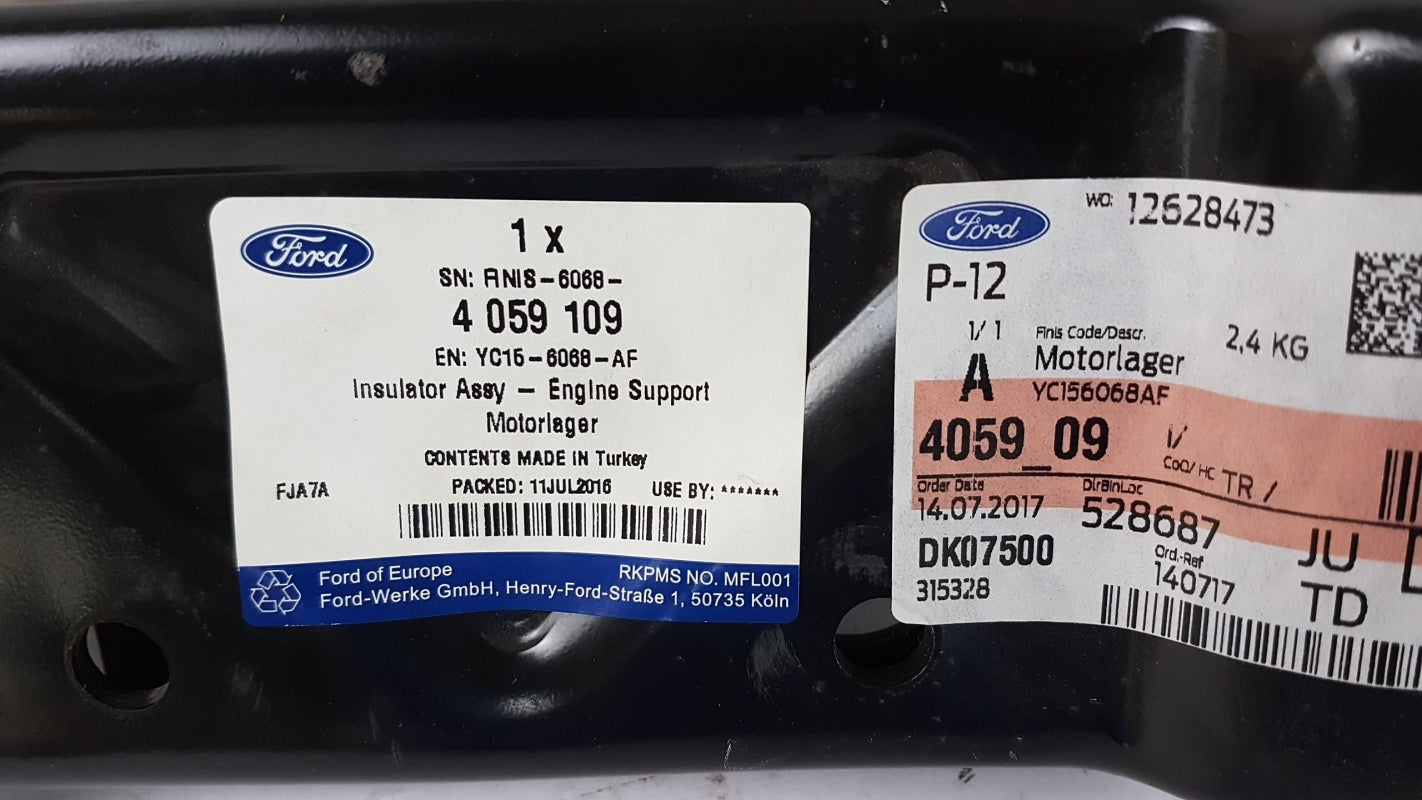 Ford
1 x
SN: FINIS-6068-
4 059 109
EN: YC15-6068-AF
Insulator Assy - Engine Support
Motorlager
CONTENTS MADE IN Turkey
FJA7A
PACKED: 11JUL2016
USE BY: *******
Ford of Europe
RKPMS NO. MFL001
Ford-Werke GmbH, Henry-Ford-Straße 1, 50735 Köln
Ford
WO: 12628473
P-12
1/ 1
Finis Code/Descr.
2,4 KG
A
Motorlager
YC156068AF
4059_09
1/
CoO/ HC TR /
Order Date
DlrBinLoc
14.07.2017
528687
DK07500
Ord.-Ref
JU
315328
140717
TD